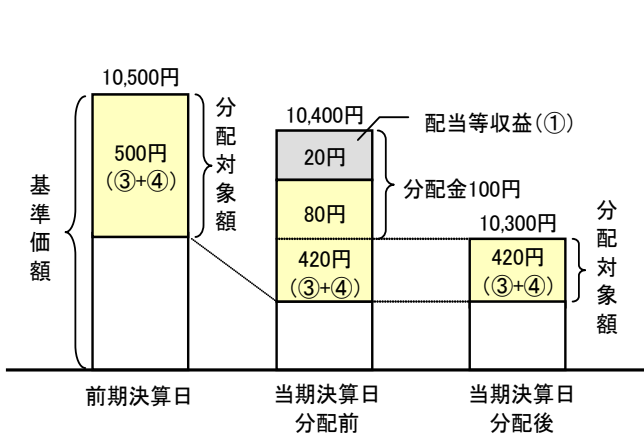 10,500円
500円
(③+④)
分配対象額
基準価額
前期決算日
10,400円
配当等収益(①)
20円
80円
分配金100円
420円
(③+④)
当期決算日
分配前
10,300円
420円
(③+④)
分配対象額
当期決算日
分配後